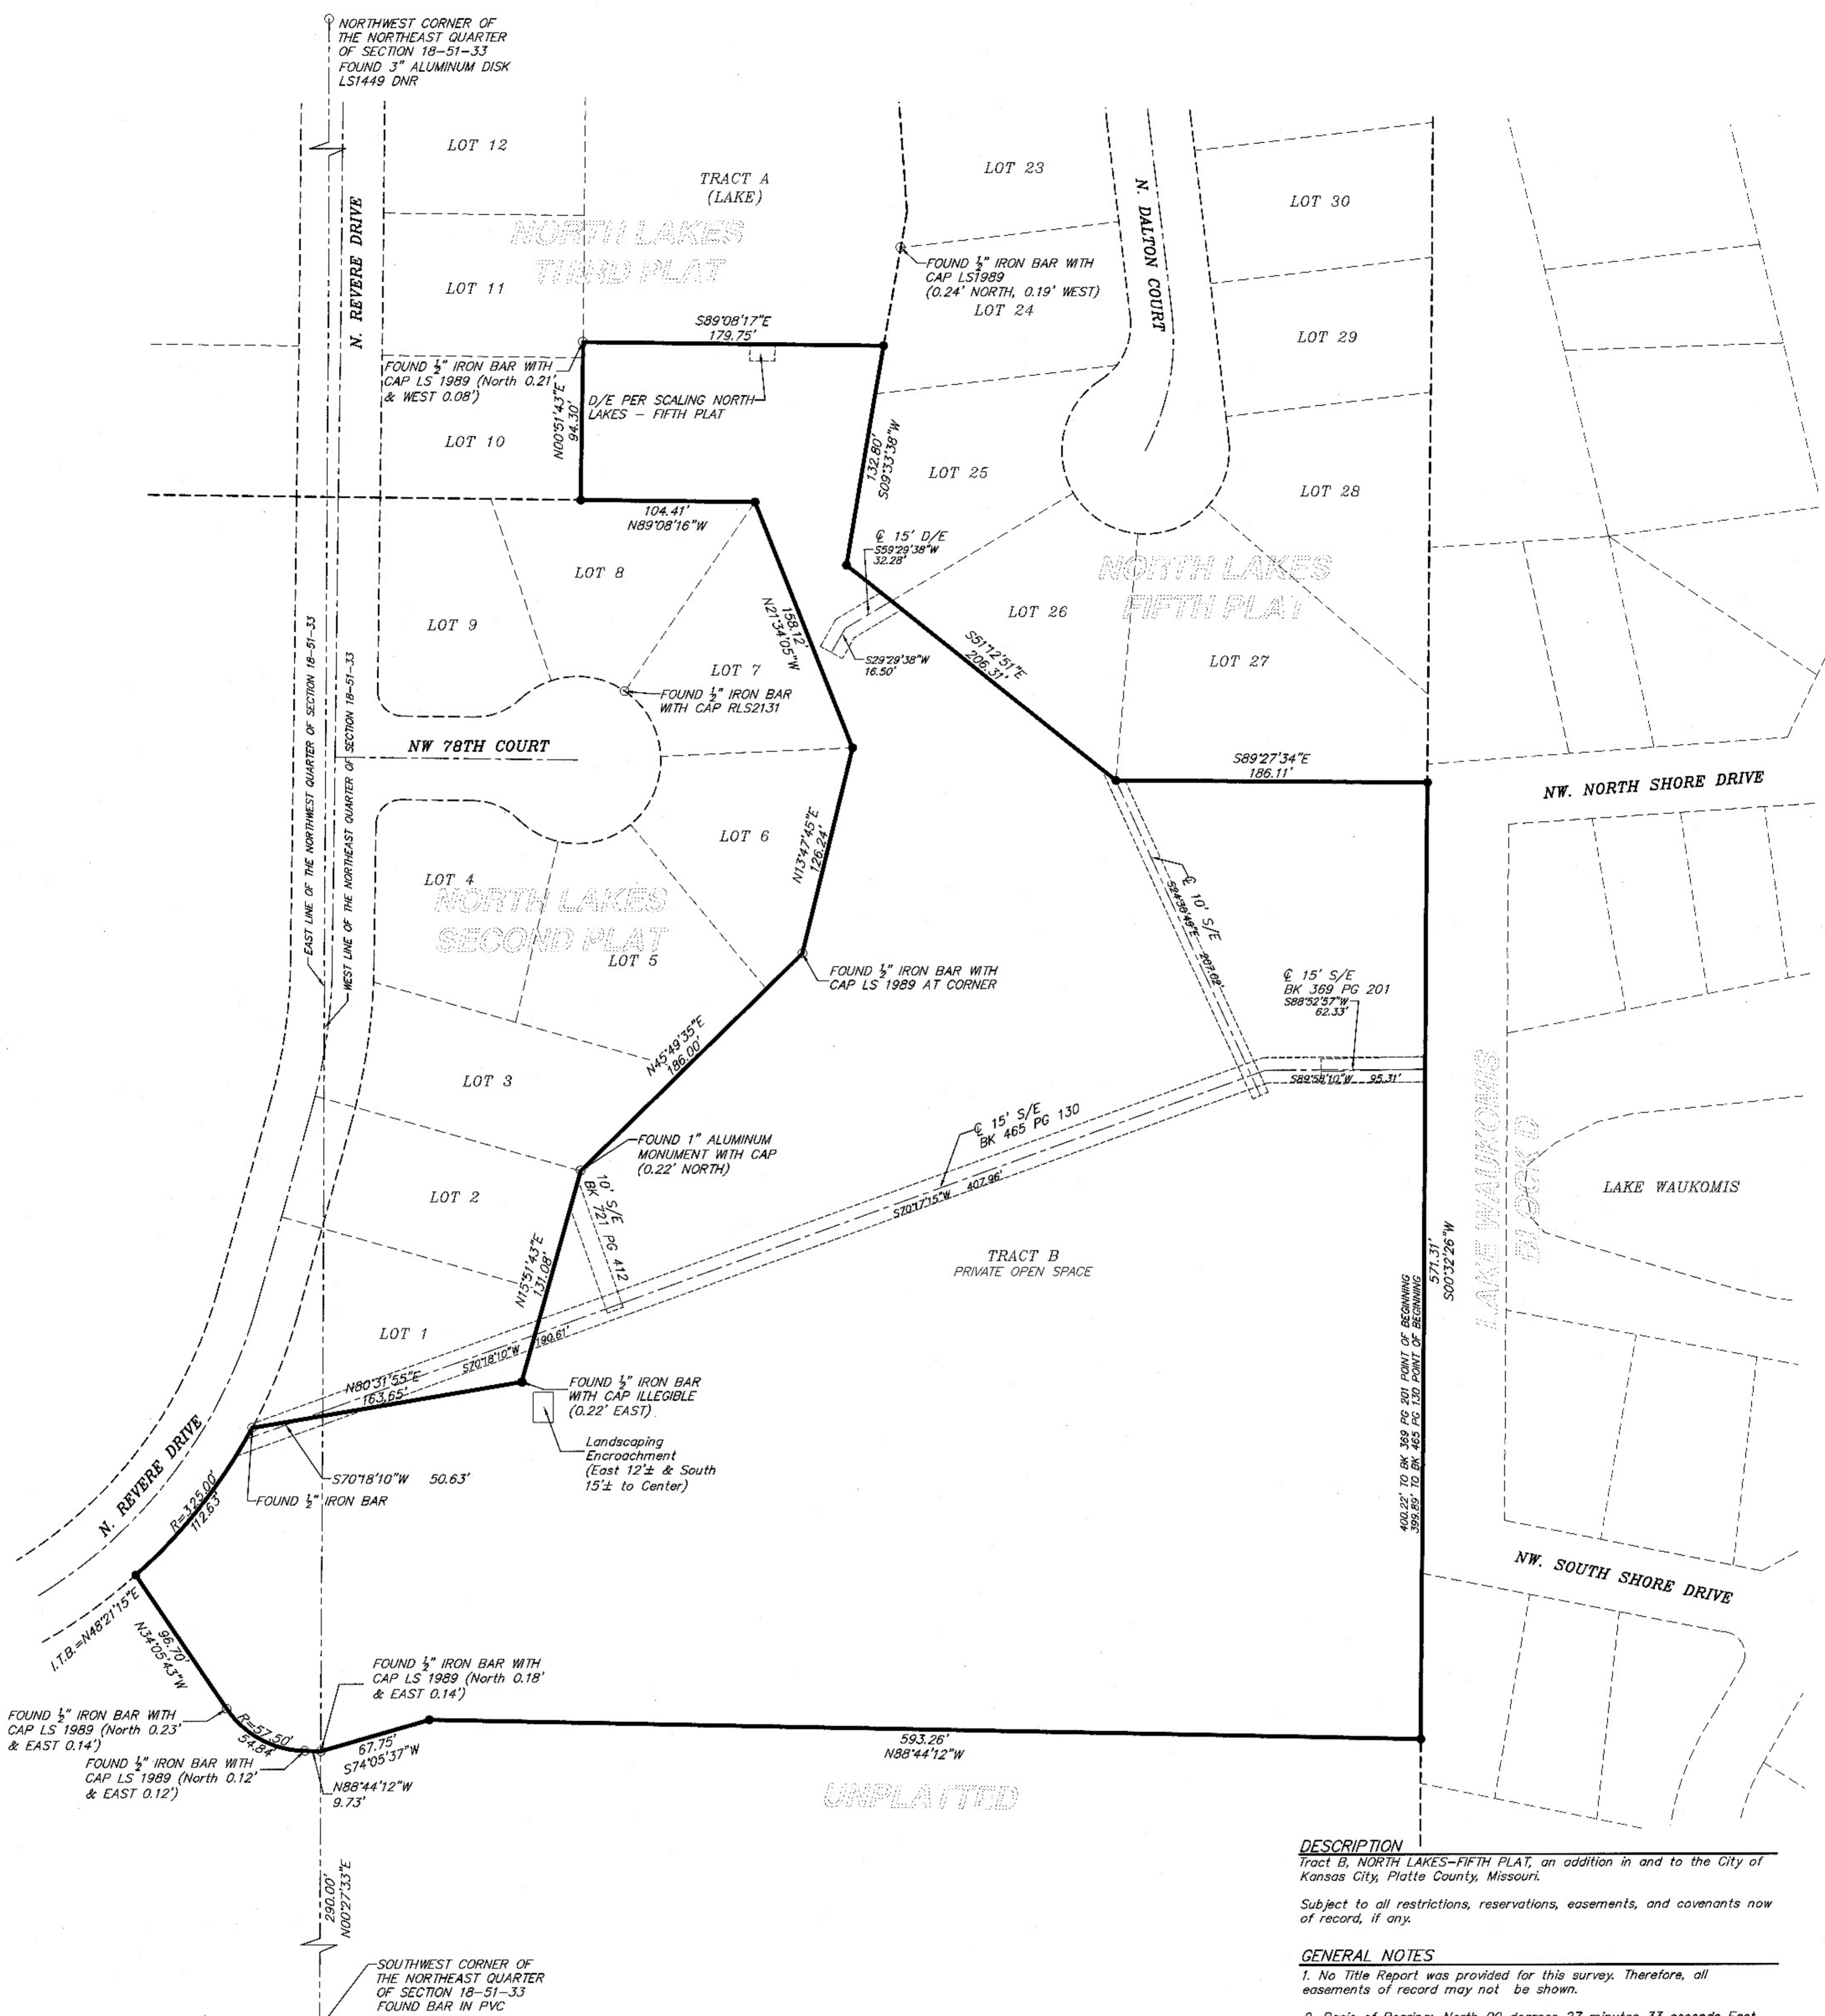 NORTHWEST CORNER OF
THE NORTHEAST QUARTER
OF SECTION 18-51-33
FOUND 3" ALUMINUM DISK
LS1449 DNR
LOT 12
TRACT A
(LAKE)
LOT 23
LOT 30
N. REVERE DRIVE
N. DALTON COURT
NORTH LAKES
THIRD PLAT
LOT 11
FOUND ½" IRON BAR WITH
CAP LS1989
(0.24' NORTH, 0.19' WEST)
LOT 24
S89°08'17"E
179.75'
LOT 29
FOUND ½" IRON BAR WITH
CAP LS 1989 (North 0.21'
& WEST 0.08')
D/E PER SCALING NORTH
LAKES - FIFTH PLAT
N00°51'43"E
94.30'
LOT 10
132.80'
S09°33'38"W
LOT 25
LOT 28
104.41'
N89°08'16"W
℄ 15' D/E
S59°29'38"W
32.28'
LOT 8
NORTH LAKES
FIFTH PLAT
LOT 9
LOT 26
158.12'
N21°34'05"W
S29°29'38"W
16.50'
S51°12'51"E
206.31'
LOT 27
LOT 7
FOUND ½" IRON BAR
WITH CAP RLS2131
EAST LINE OF THE NORTHWEST QUARTER OF SECTION 18-51-33
WEST LINE OF THE NORTHEAST QUARTER OF SECTION 18-51-33
NW 78TH COURT
S89°27'34"E
186.11'
NW. NORTH SHORE DRIVE
LOT 6
N13°47'45"E
126.24'
LOT 4
NORTH LAKES
SECOND PLAT
LOT 5
℄ 10' S/E
S24°36'49"E 207.02'
FOUND ½" IRON BAR WITH
CAP LS 1989 AT CORNER
℄ 15' S/E
BK 369 PG 201
S88°52'57"W
62.33'
LOT 3
N45°49'35"E
186.00'
S89°58'10"W 95.31'
℄ 15' S/E
BK 465 PG 130
FOUND 1" ALUMINUM
MONUMENT WITH CAP
(0.22' NORTH)
LAKE WAUKOMIS
BLOCK D
LAKE WAUKOMIS
LOT 2
10' S/E
BK 721 PG 412
S70°17'15"W 407.96'
TRACT B
PRIVATE OPEN SPACE
571.31'
S00°32'26"W
N15°51'43"E
131.08'
LOT 1
S70°18'10"W 190.61'
400.22' TO BK 369 PG 201 POINT OF BEGINNING
399.89' TO BK 465 PG 130 POINT OF BEGINNING
N80°31'55"E
163.65'
FOUND ½" IRON BAR
WITH CAP ILLEGIBLE
(0.22' EAST)
Landscaping
Encroachment
(East 12'± & South
15'± to Center)
N. REVERE DRIVE
S70°18'10"W 50.63'
FOUND ½" IRON BAR
R=325.00'
112.63'
NW. SOUTH SHORE DRIVE
I.T.B.=N48°21'15"E
96.70'
N34°05'43"W
FOUND ½" IRON BAR WITH
CAP LS 1989 (North 0.18'
& EAST 0.14')
FOUND ½" IRON BAR WITH
CAP LS 1989 (North 0.23'
& EAST 0.14')
R=57.50'
54.84'
67.75'
S74°05'37"W
593.26'
N88°44'12"W
FOUND ½" IRON BAR WITH
CAP LS 1989 (North 0.12'
& EAST 0.12')
N88°44'12"W
9.73'
UNPLATTED
290.00'
N00°27'33"E
DESCRIPTION
Tract B, NORTH LAKES-FIFTH PLAT, an addition in and to the City of
Kansas City, Platte County, Missouri.
Subject to all restrictions, reservations, easements, and covenants now
of record, if any.
GENERAL NOTES
1. No Title Report was provided for this survey. Therefore, all
easements of record may not be shown.
SOUTHWEST CORNER OF
THE NORTHEAST QUARTER
OF SECTION 18-51-33
FOUND BAR IN PVC